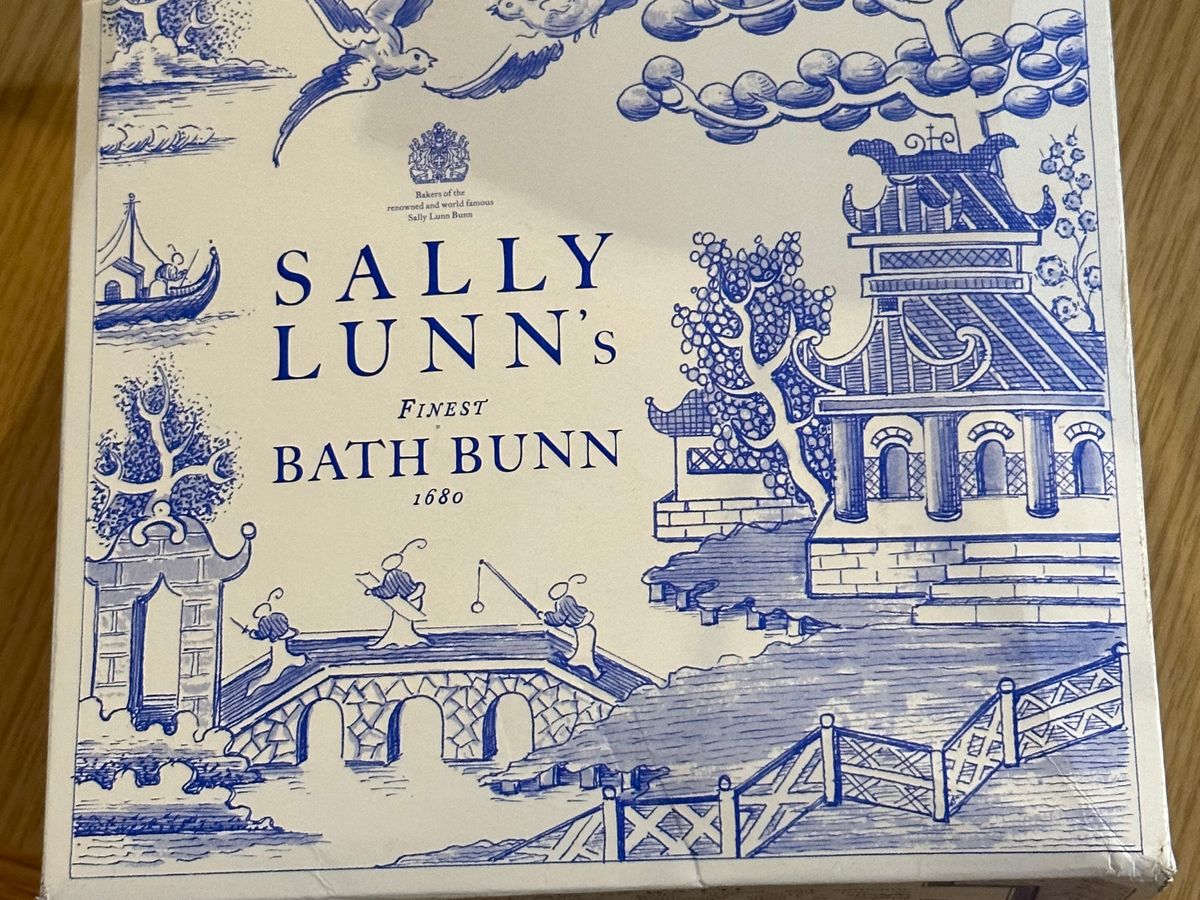 Bakers of the
renowned and world famous
Sally Lunn Bunn
SALLY
LUNN's
FINEST
BATH BUNN
1680